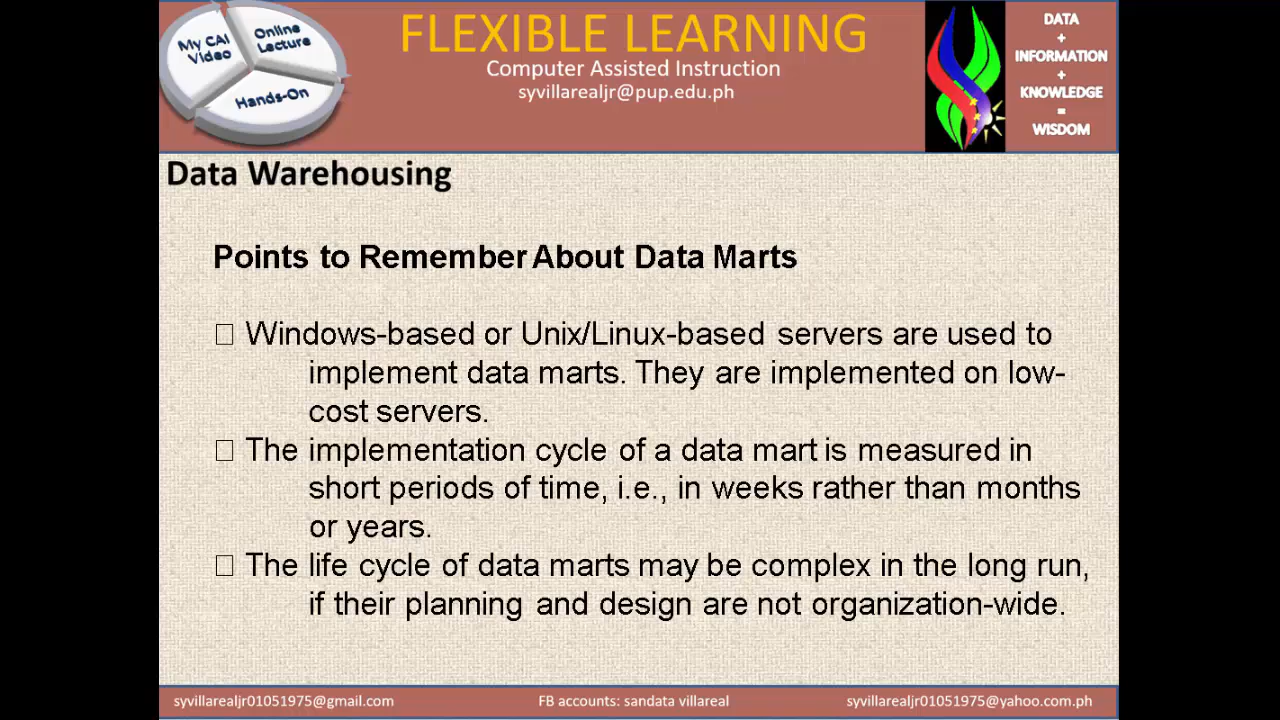 My CAI
Video
Online
Lecture
Hands-On
FLEXIBLE LEARNING
Computer Assisted Instruction
syvillarealjr@pup.edu.ph
DATA
+
INFORMATION
+
KNOWLEDGE
=
WISDOM
Data Warehousing
Points to Remember About Data Marts
□ Windows-based or Unix/Linux-based servers are used to
implement data marts. They are implemented on low-
cost servers.
□ The implementation cycle of a data mart is measured in
short periods of time, i.e., in weeks rather than months
or years.
□ The life cycle of data marts may be complex in the long run,
if their planning and design are not organization-wide.
syvillarealjr01051975@gmail.com
FB accounts: sandata villareal
syvillarealjr01051975@yahoo.com.ph